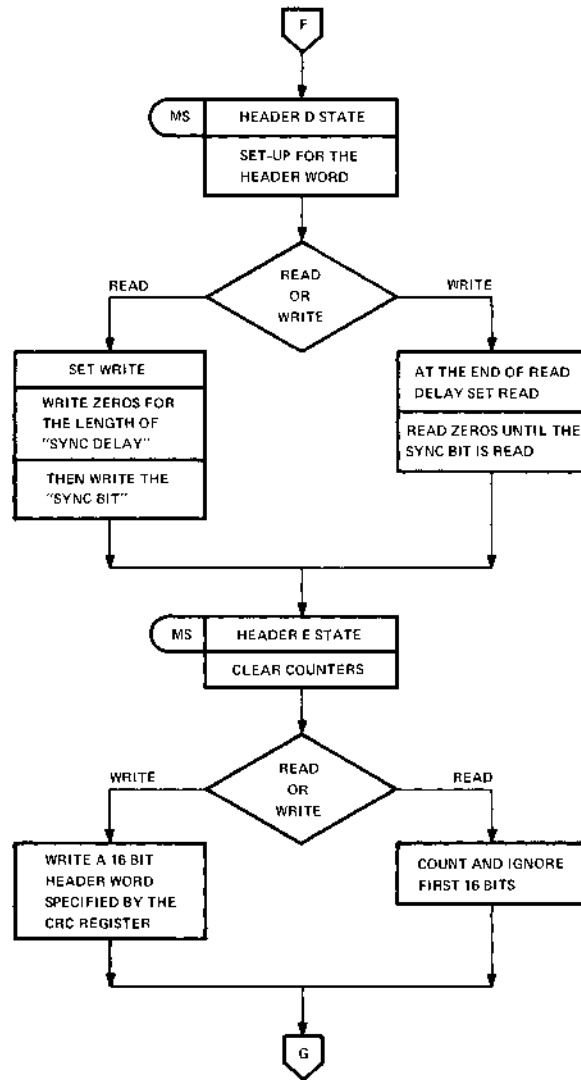 F
MS
HEADER D STATE
SET-UP FOR THE
HEADER WORD
READ
OR
WRITE
READ
WRITE
SET WRITE
WRITE ZEROS FOR
THE LENGTH OF
"SYNC DELAY"
THEN WRITE THE
"SYNC BIT"
AT THE END OF READ
DELAY SET READ
READ ZEROS UNTIL THE
SYNC BIT IS READ
MS
HEADER E STATE
CLEAR COUNTERS
READ
OR
WRITE
WRITE
READ
WRITE A 16 BIT
HEADER WORD
SPECIFIED BY THE
CRC REGISTER
COUNT AND IGNORE
FIRST 16 BITS
G